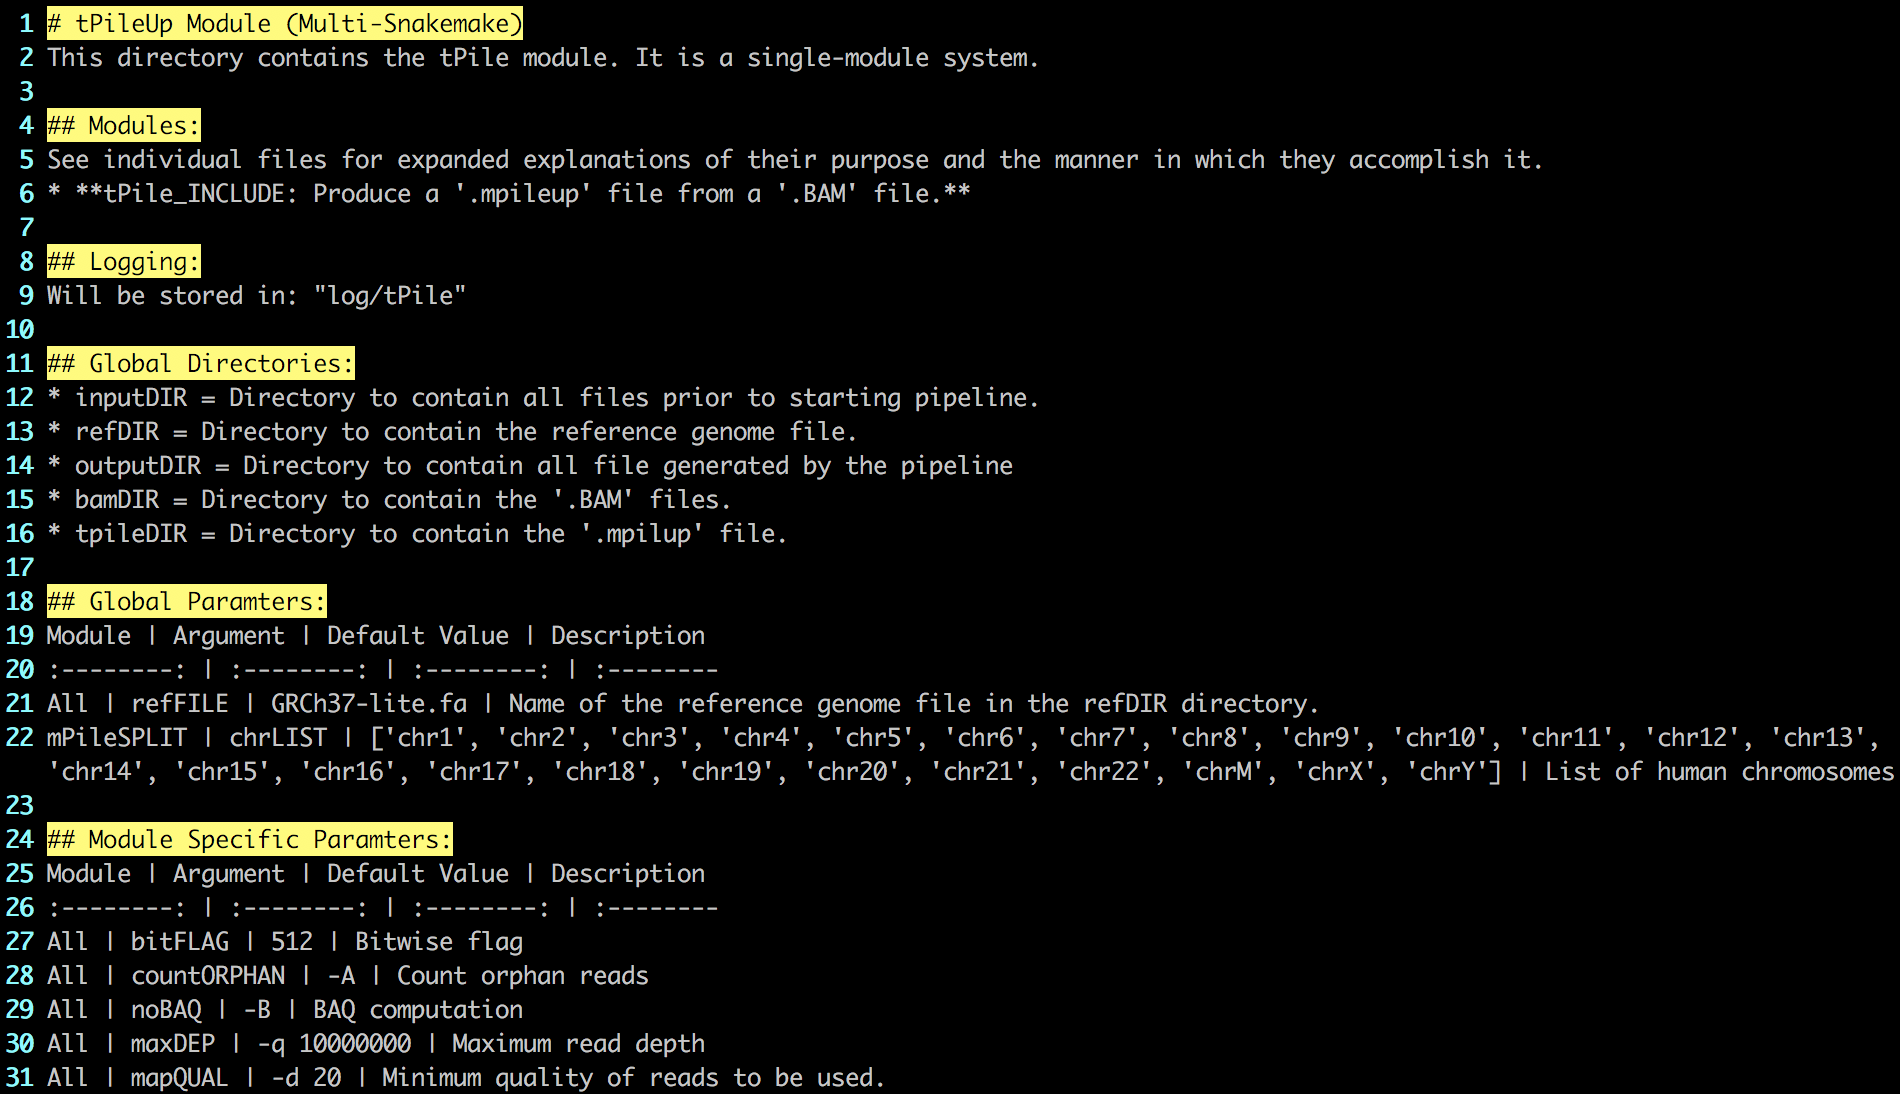 1 # tPileUp Module (Multi-Snakemake)
2 This directory contains the tPile module. It is a single-module system.
3
4 ## Modules:
5 See individual files for expanded explanations of their purpose and the manner in which they accomplish it.
6 * **tPile_INCLUDE: Produce a '.mpileup' file from a '.BAM' file.**
7
8 ## Logging:
9 Will be stored in: "log/tPile"
10
11 ## Global Directories:
12 * inputDIR = Directory to contain all files prior to starting pipeline.
13 * refDIR = Directory to contain the reference genome file.
14 * outputDIR = Directory to contain all file generated by the pipeline
15 * bamDIR = Directory to contain the '.BAM' files.
16 * tpileDIR = Directory to contain the '.mpilup' file.
17
18 ## Global Paramters:
19 Module | Argument | Default Value | Description
20 :--------: | :--------: | :--------: | :--------
21 All | refFILE | GRCh37-lite.fa | Name of the reference genome file in the refDIR directory.
22 mPileSPLIT | chrLIST | ['chr1', 'chr2', 'chr3', 'chr4', 'chr5', 'chr6', 'chr7', 'chr8', 'chr9', 'chr10', 'chr11', 'chr12', 'chr13',
'chr14', 'chr15', 'chr16', 'chr17', 'chr18', 'chr19', 'chr20', 'chr21', 'chr22', 'chrM', 'chrX', 'chrY'] | List of human chromosomes
23
24 ## Module Specific Paramters:
25 Module | Argument | Default Value | Description
26 :--------: | :--------: | :--------: | :--------
27 All | bitFLAG | 512 | Bitwise flag
28 All | countORPHAN | -A | Count orphan reads
29 All | noBAQ | -B | BAQ computation
30 All | maxDEP | -q 10000000 | Maximum read depth
31 All | mapQUAL | -d 20 | Minimum quality of reads to be used.